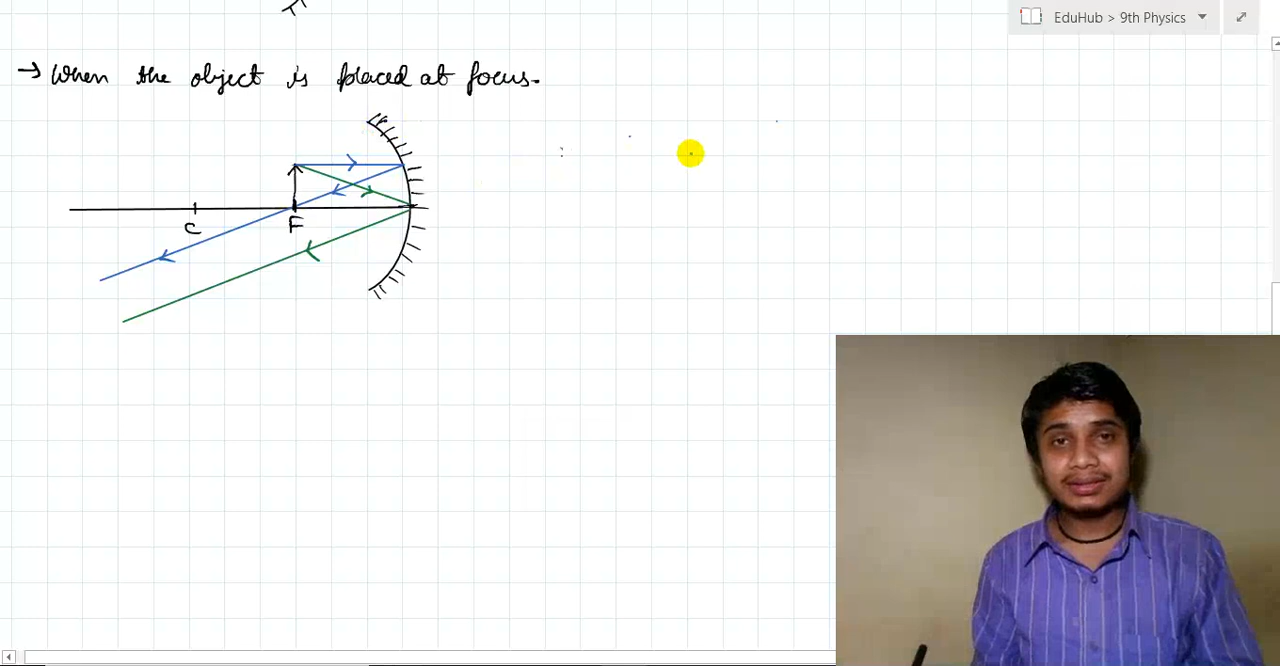 EduHub > 9th Physics
→ When the object is placed at focus.
C
F